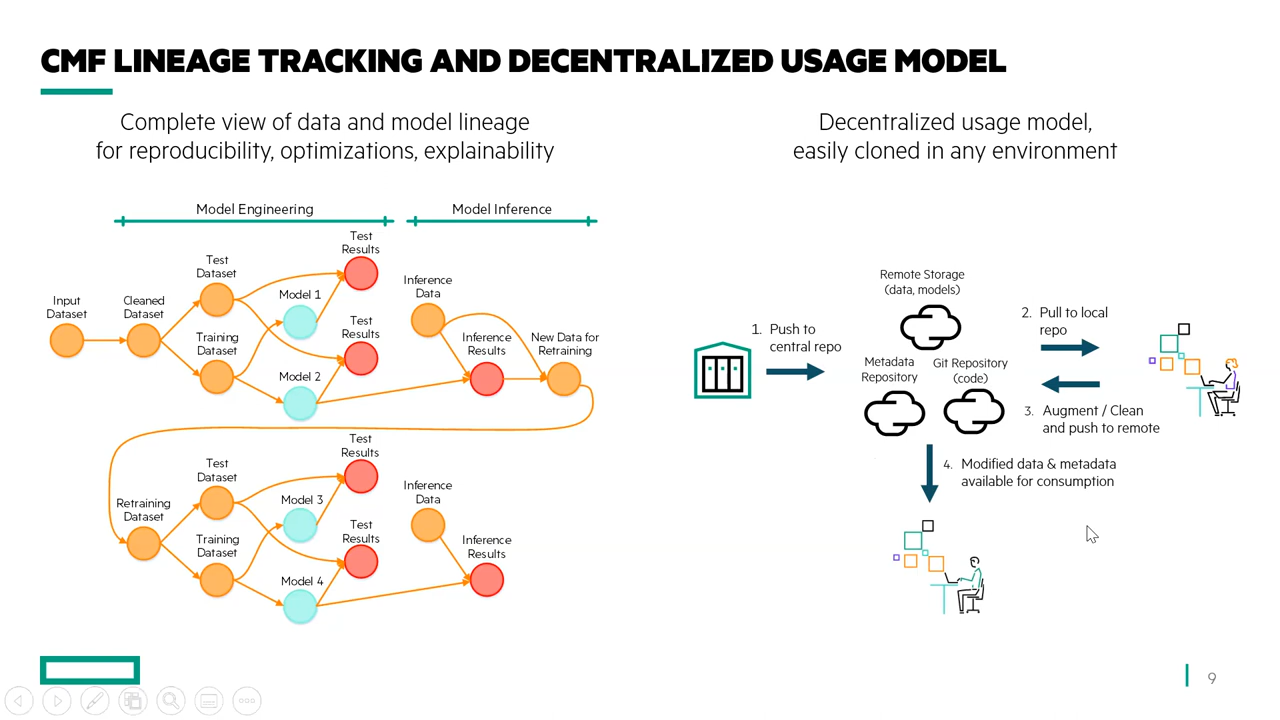 CMF LINEAGE TRACKING AND DECENTRALIZED USAGE MODEL
Complete view of data and model lineage
for reproducibility, optimizations, explainability
Model Engineering
Model Inference
Input
Dataset
Cleaned
Dataset
Test
Dataset
Training
Dataset
Model 1
Model 2
Test
Results
Test
Results
Inference
Data
Inference
Results
New Data for
Retraining
Retraining
Dataset
Test
Dataset
Training
Dataset
Model 3
Model 4
Test
Results
Test
Results
Inference
Data
Inference
Results
Decentralized usage model,
easily cloned in any environment
1. Push to
central repo
Remote Storage
(data, models)
Metadata
Repository
Git Repository
(code)
2. Pull to local
repo
3. Augment / Clean
and push to remote
4. Modified data & metadata
available for consumption
9